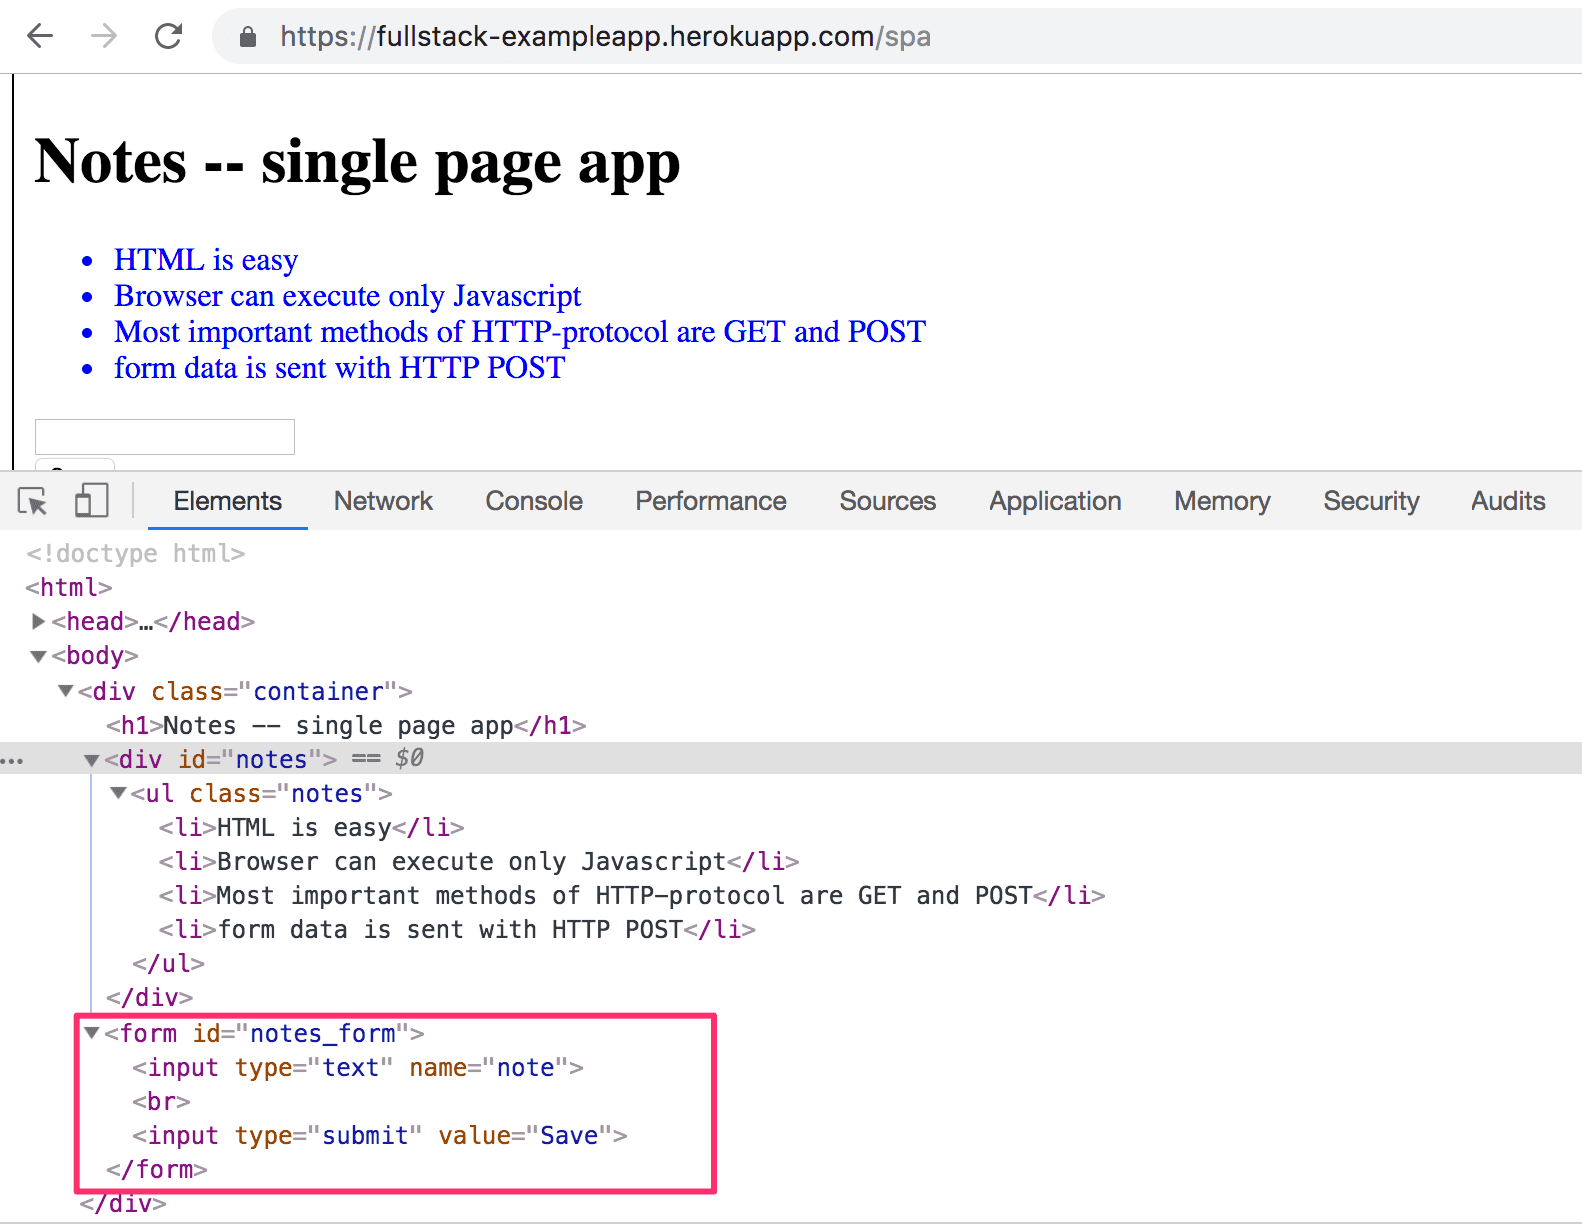 https://fullstack-exampleapp.herokuapp.com/spa
Notes -- single page app
HTML is easy
Browser can execute only Javascript
Most important methods of HTTP-protocol are GET and POST
form data is sent with HTTP POST
Elements Network Console Performance Sources Application Memory Security Audits
<!doctype html>
<html>
<head>…</head>
<body>
<div class="container">
<h1>Notes -- single page app</h1>
<div id="notes"> == $0
<ul class="notes">
<li>HTML is easy</li>
<li>Browser can execute only Javascript</li>
<li>Most important methods of HTTP-protocol are GET and POST</li>
<li>form data is sent with HTTP POST</li>
</ul>
</div>
<form id="notes_form">
<input type="text" name="note">
<br>
<input type="submit" value="Save">
</form>
</div>